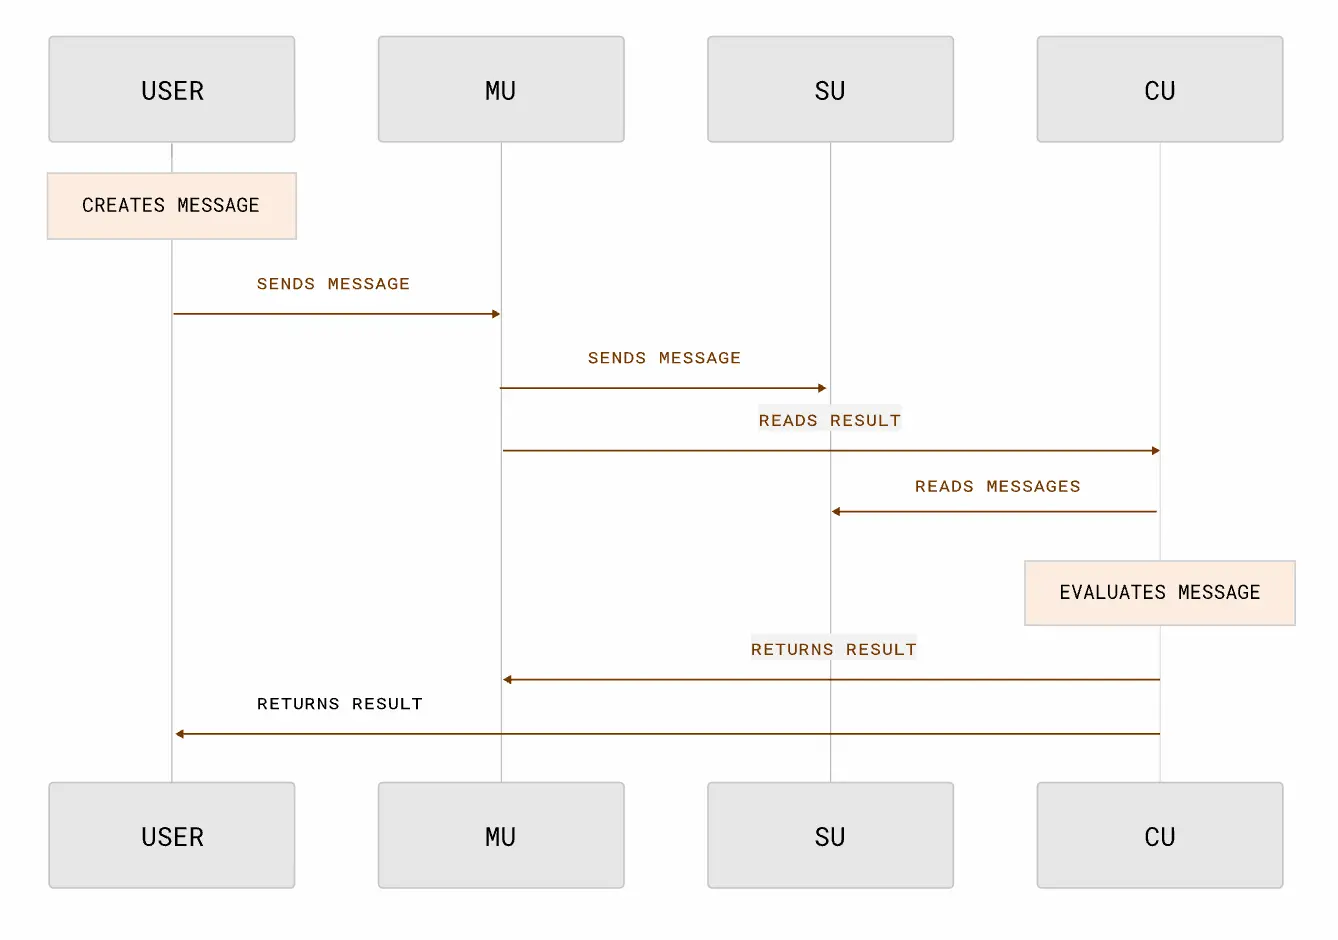 USER
MU
SU
CU
CREATES MESSAGE
SENDS MESSAGE
SENDS MESSAGE
READS RESULT
READS MESSAGES
EVALUATES MESSAGE
RETURNS RESULT
RETURNS RESULT
USER
MU
SU
CU